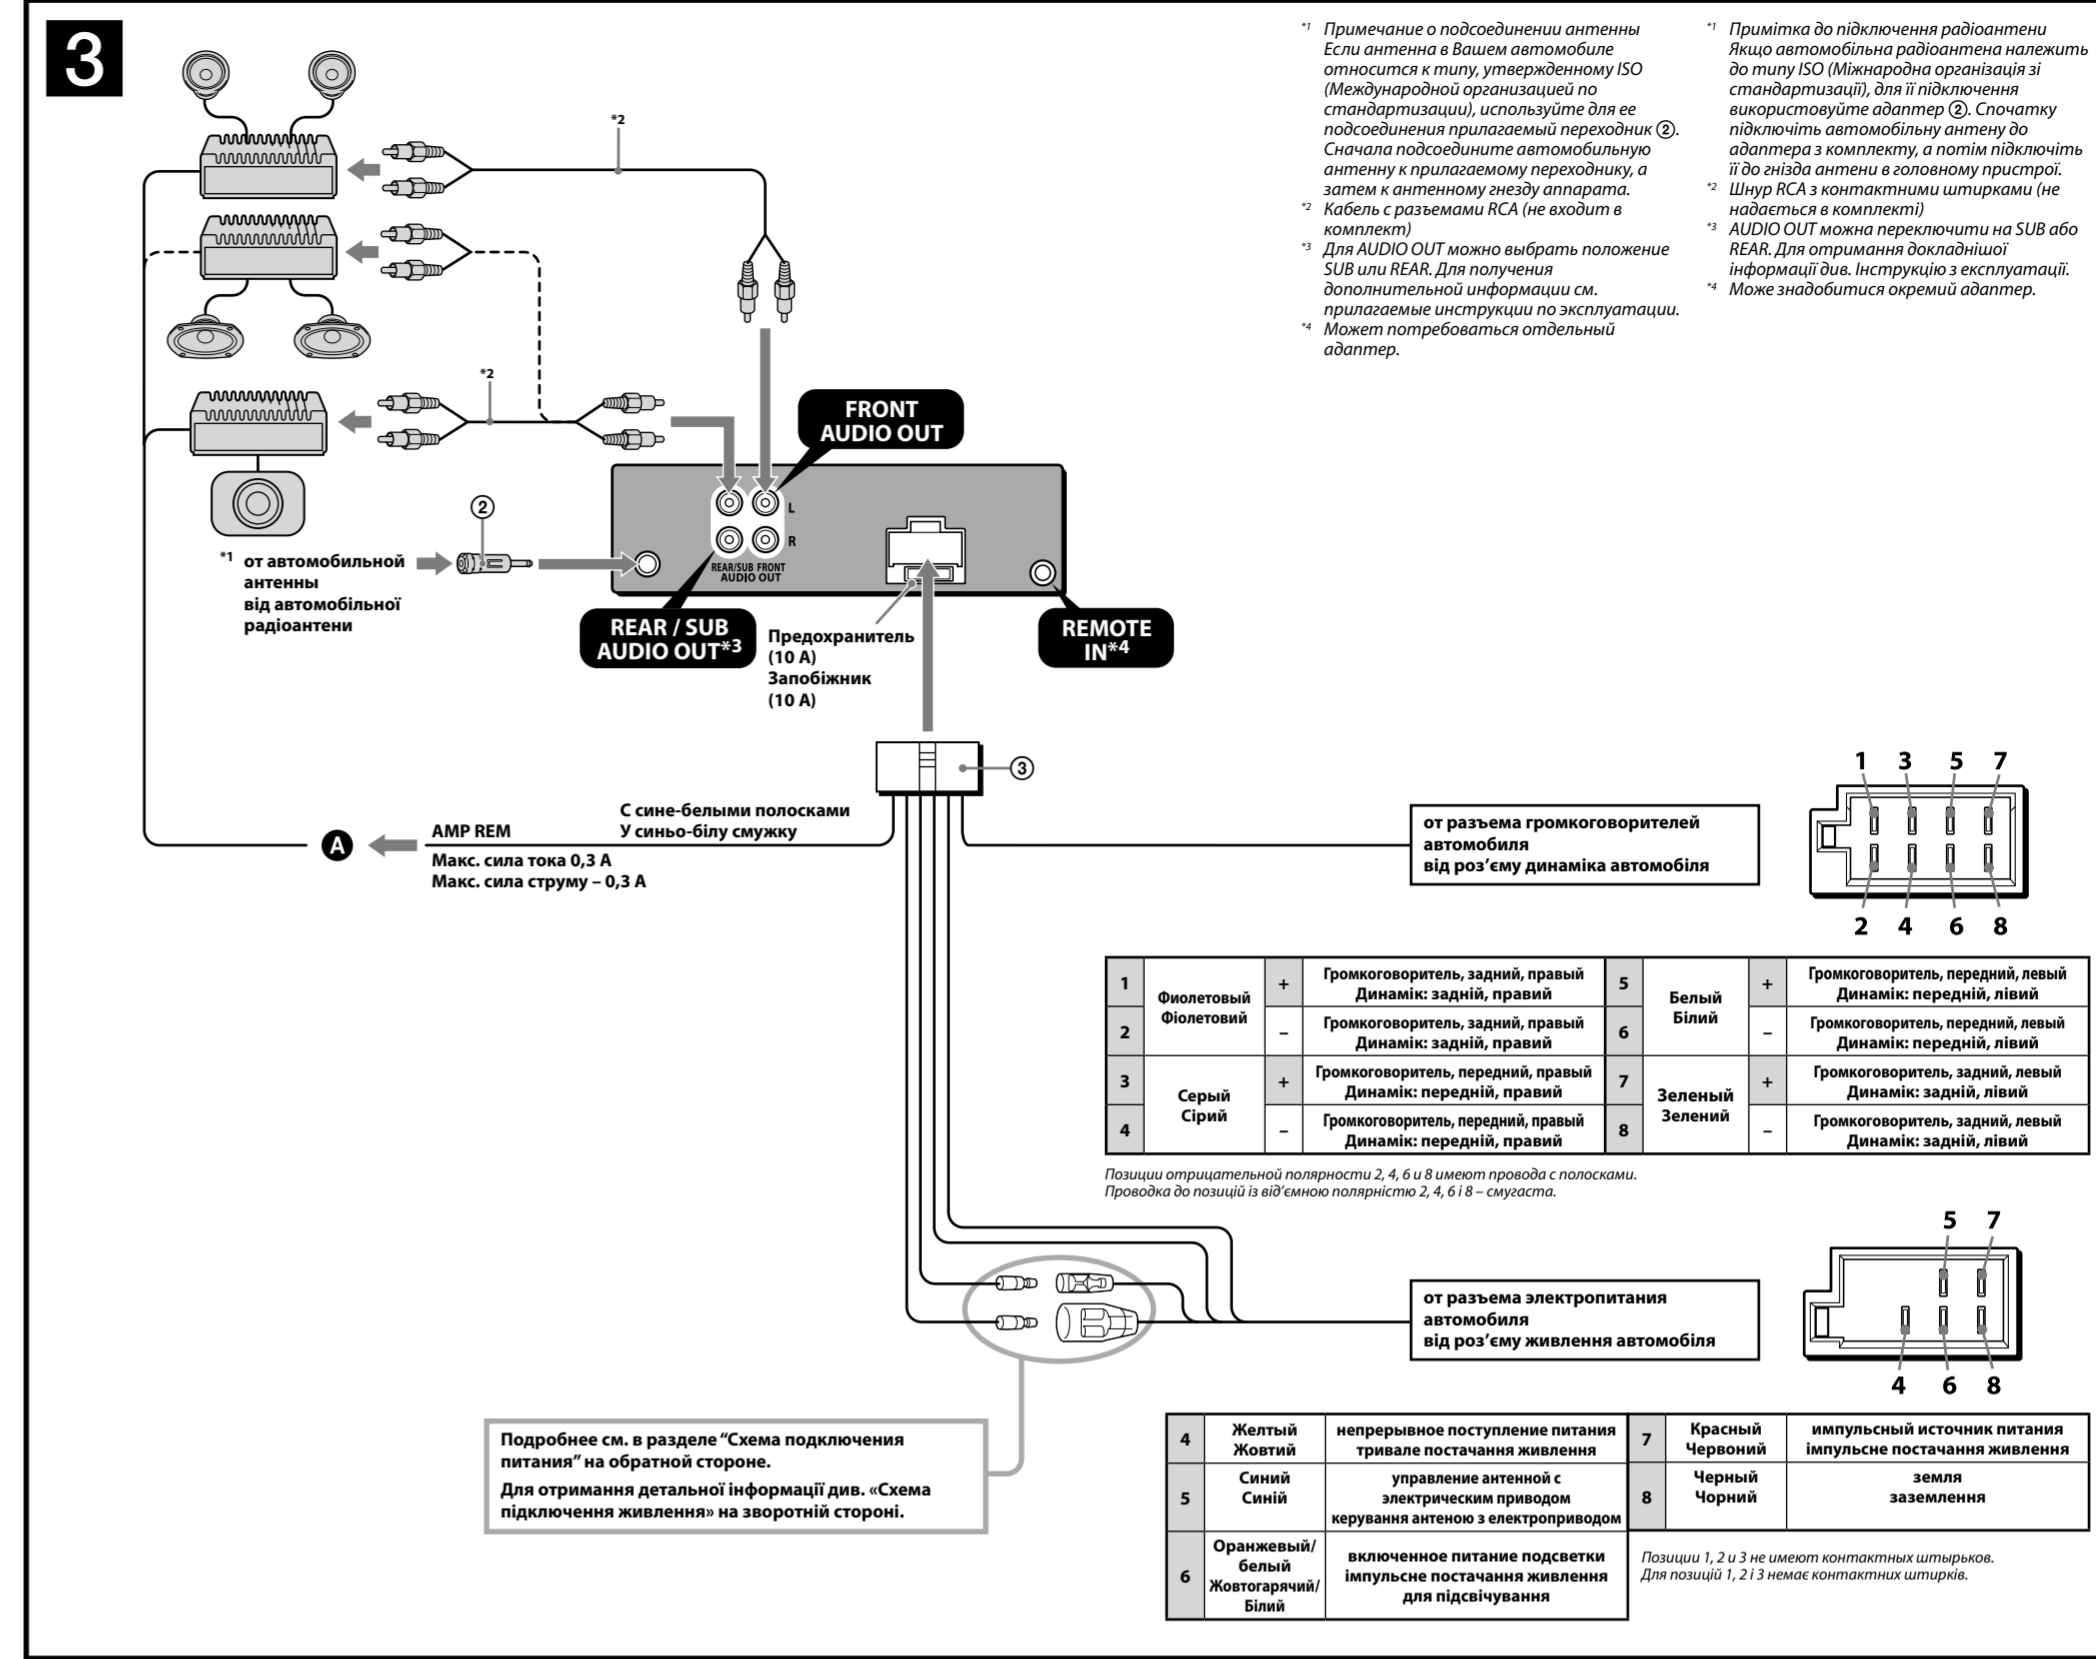 3
*1 Примечание о подсоединении антенны
Если антенна в Вашем автомобиле
относится к типу, утвержденному ISO
(Международной организацией по
стандартизации), используйте для ее
подсоединения прилагаемый переходник ②.
Сначала подсоедините автомобильную
антенну к прилагаемому переходнику, а
затем к антенному гнезду аппарата.
*2 Кабель с разъемами RCA (не входит в
комплект)
*3 Для AUDIO OUT можно выбрать положение
SUB или REAR. Для получения
дополнительной информации см.
прилагаемые инструкции по эксплуатации.
*4 Может потребоваться отдельный
адаптер.
*1 Примітка до підключення радіоантени
Якщо автомобільна радіоантена належить
до типу ISO (Міжнародна організація зі
стандартизації), для її підключення
використовуйте адаптер ②. Спочатку
підключіть автомобільну антену до
адаптера з комплекту, а потім підключіть
її до гнізда антени в головному пристрої.
*2 Шнур RCA з контактними штирками (не
надається в комплекті)
*3 AUDIO OUT можна переключити на SUB або
REAR. Для отримання докладнішої
інформації див. Інструкцію з експлуатації.
*4 Може знадобитися окремий адаптер.
*2
*2
FRONT
AUDIO OUT
②
L
R
REAR/SUB FRONT
AUDIO OUT
*1 от автомобильной
антенны
від автомобільної
радіоантени
REAR / SUB
AUDIO OUT*3
Предохранитель
(10 A)
Запобіжник
(10 A)
REMOTE
IN*4
③
С сине-белыми полосками
У синьо-білу смужку
A
AMP REM
Макс. сила тока 0,3 А
Макс. сила струму – 0,3 А
от разъема громкоговорителей
автомобиля
від роз’єму динаміка автомобіля
1 3 5 7
2 4 6 8
1 Фиолетовый Фіолетовий + Громкоговоритель, задний, правый
Динамік: задній, правий
2 – Громкоговоритель, задний, правый
Динамік: задній, правий
3 Серый Сірий + Громкоговоритель, передний, правый
Динамік: передній, правий
4 – Громкоговоритель, передний, правый
Динамік: передній, правий
5 Белый Білий + Громкоговоритель, передний, левый
Динамік: передній, лівий
6 – Громкоговоритель, передний, левый
Динамік: передній, лівий
7 Зеленый Зелений + Громкоговоритель, задний, левый
Динамік: задній, лівий
8 – Громкоговоритель, задний, левый
Динамік: задній, лівий
Позиции отрицательной полярности 2, 4, 6 и 8 имеют провода с полосками.
Проводка до позицій із від’ємною полярністю 2, 4, 6 і 8 – смугаста.
от разъема электропитания
автомобиля
від роз’єму живлення автомобіля
5 7
4 6 8
Подробнее см. в разделе “Схема подключения
питания” на обратной стороне.
Для отримання детальної інформації див. «Схема
підключення живлення» на зворотній стороні.
4 Желтый непрерывное поступление питания
Жовтий тривале постачання живлення
5 Синий управление антенной с
Синій электрическим приводом
керування антеною з електроприводом
6 Оранжевый/
белый включенное питание подсветки
Жовтогарячий/ імпульсне постачання живлення
Білий для підсвічування
7 Красный импульсный источник питания
Червоний імпульсне постачання живлення
8 Черный земля
Чорний заземлення
Позиции 1, 2 и 3 не имеют контактных штырьков.
Для позицій 1, 2 і 3 немає контактних штирків.